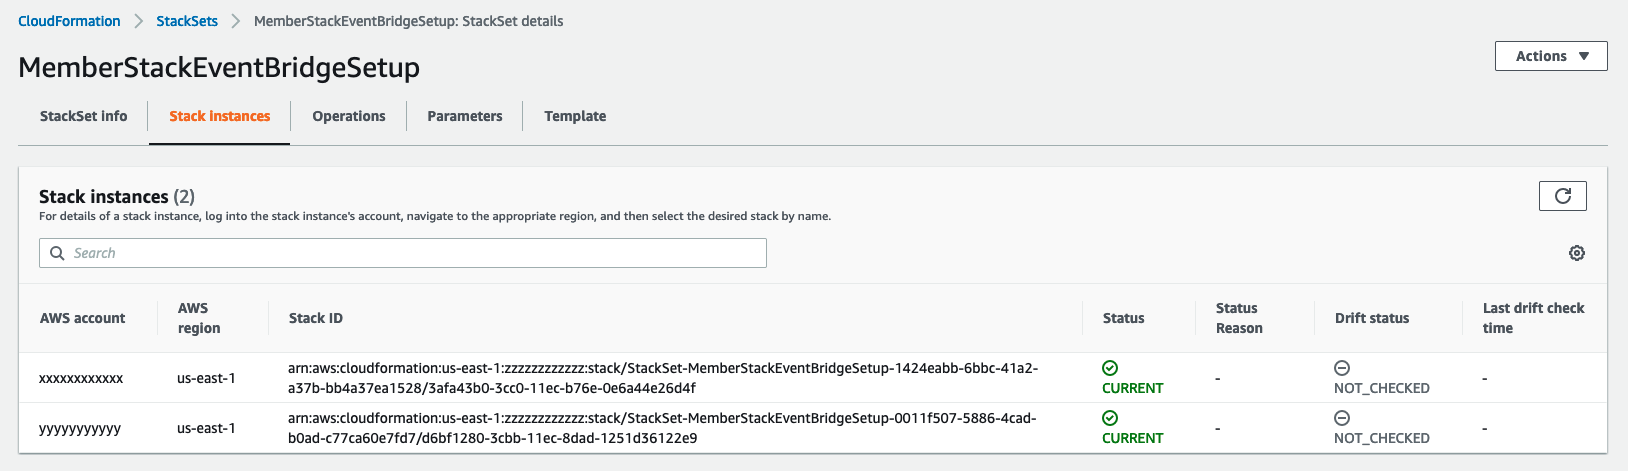 CloudFormation > StackSets > MemberStackEventBridgeSetup: StackSet details
MemberStackEventBridgeSetup
Actions
StackSet info
Stack instances
Operations
Parameters
Template
Stack instances (2)
For details of a stack instance, log into the stack instance's account, navigate to the appropriate region, and then select the desired stack by name.
Search
AWS account
AWS
region
Stack ID
Status
Status
Reason
Drift status
Last drift check
time
xxxxxxxxxxxx
us-east-1
arn:aws:cloudformation:us-east-1:zzzzzzzzzzzz:stack/StackSet-MemberStackEventBridgeSetup-1424eabb-6bbc-41a2-
a37b-bb4a37ea1528/3afa43b0-3cc0-11ec-b76e-0e6a44e26d4f
CURRENT
-
NOT_CHECKED
-
yyyyyyyyyyy
us-east-1
arn:aws:cloudformation:us-east-1:zzzzzzzzzzzz:stack/StackSet-MemberStackEventBridgeSetup-0011f507-5886-4cad-
b0ad-c77ca60e7fd7/d6bf1280-3cbb-11ec-8dad-1251d36122e9
CURRENT
-
NOT_CHECKED
-